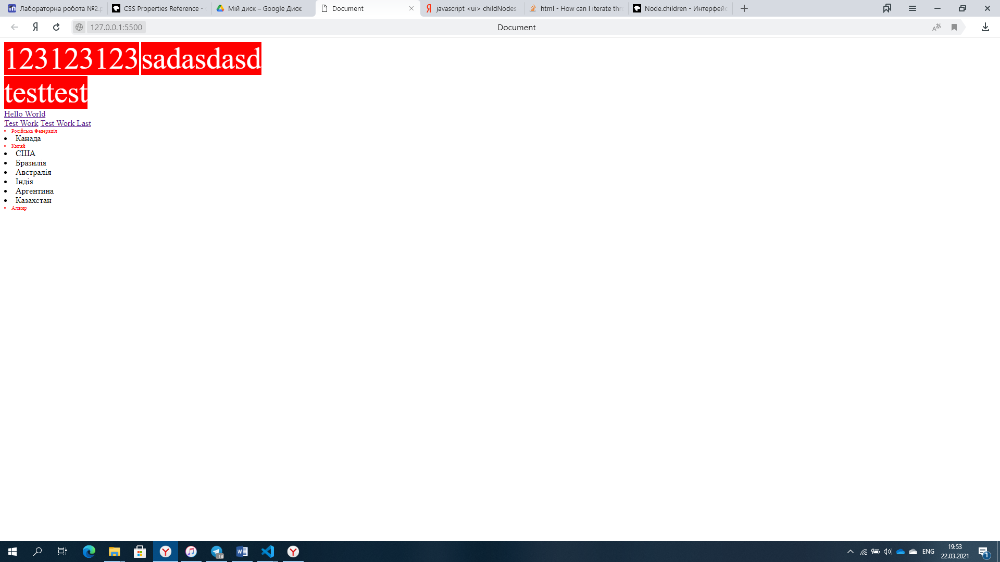 Лабораторна робота №2.p
CSS Properties Reference -
Мій диск – Google Диск
Document
javascript <ui> childNodes
html - How can I iterate thr
Node.children - Интерфейс
127.0.0.1:5500
Document
123123123 sadasdasd
testtest
Hello World
Test Work Test Work Last
Російська Федерація
Канада
Китай
США
Бразилія
Австралія
Індія
Аргентина
Казахстан
Алжир
ENG
19:53
22.03.2021